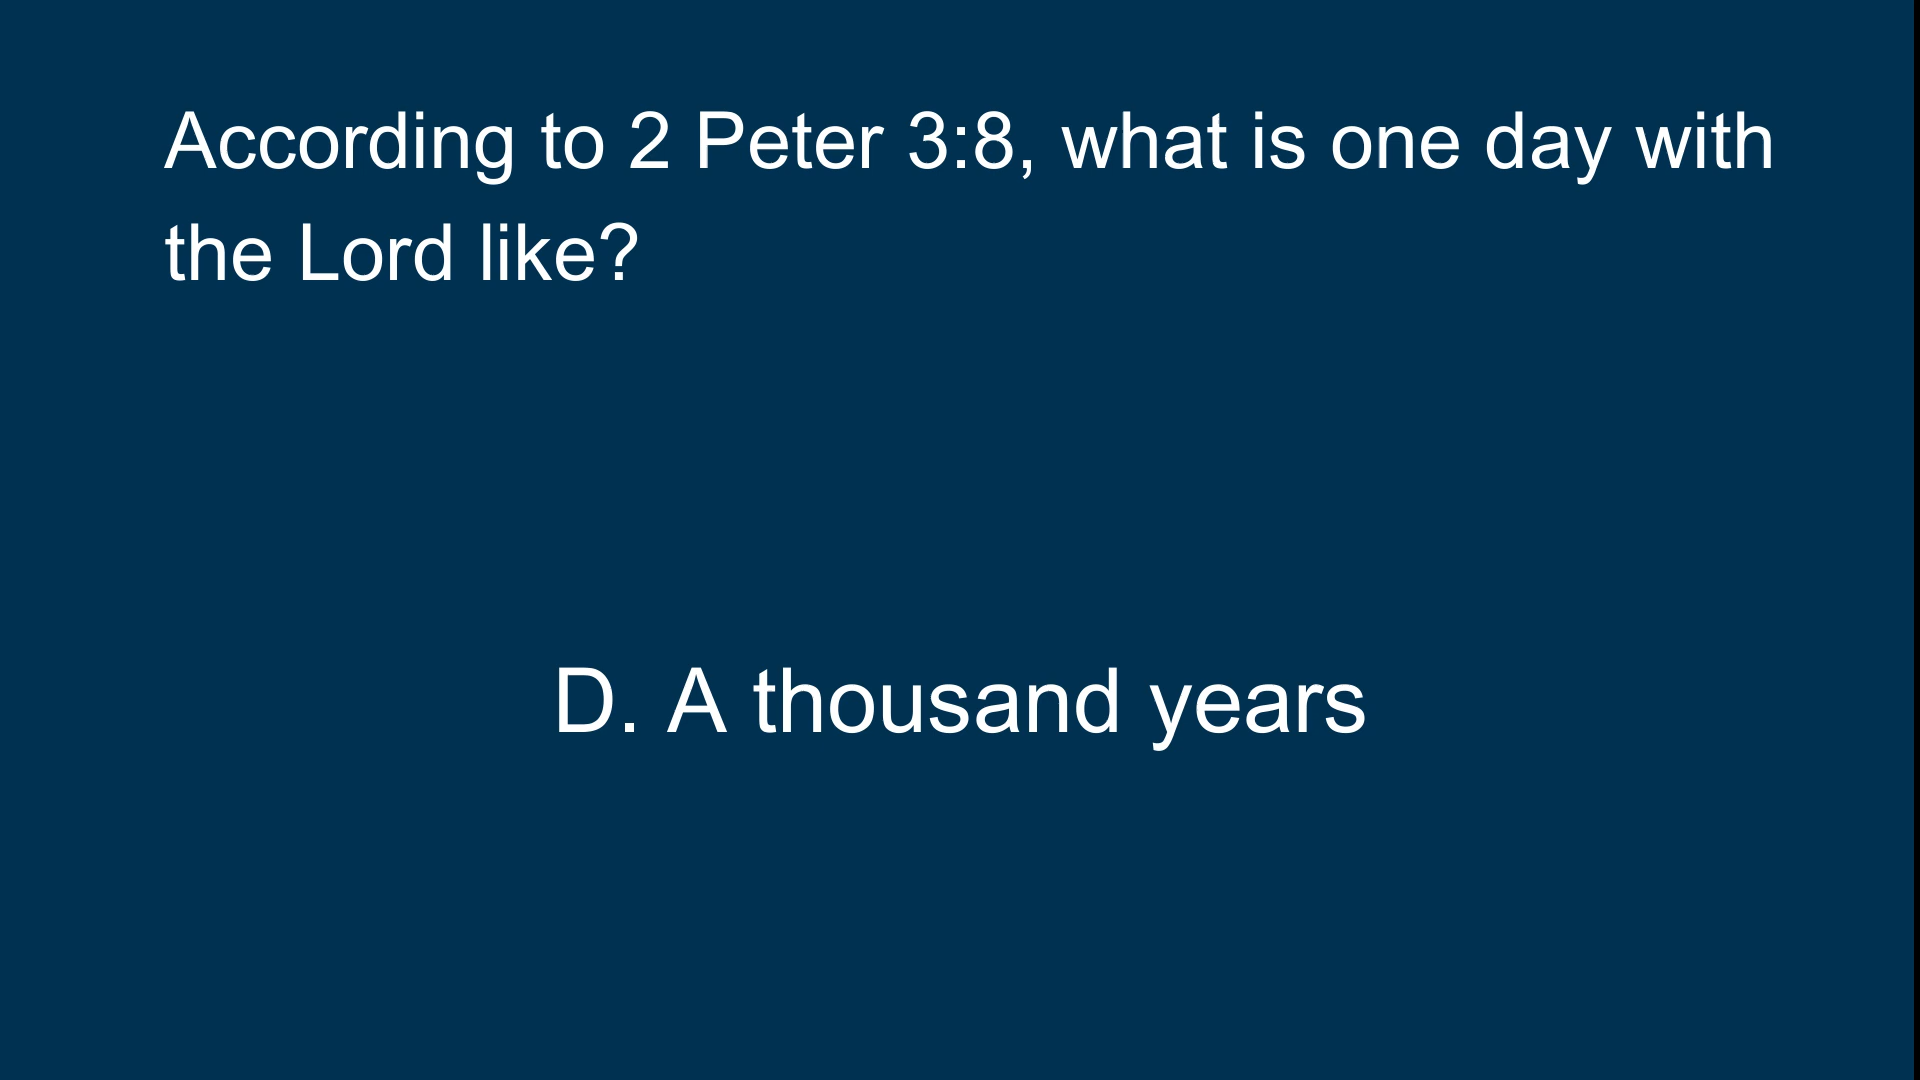 According to 2 Peter 3:8, what is one day with
the Lord like?
D. A thousand years